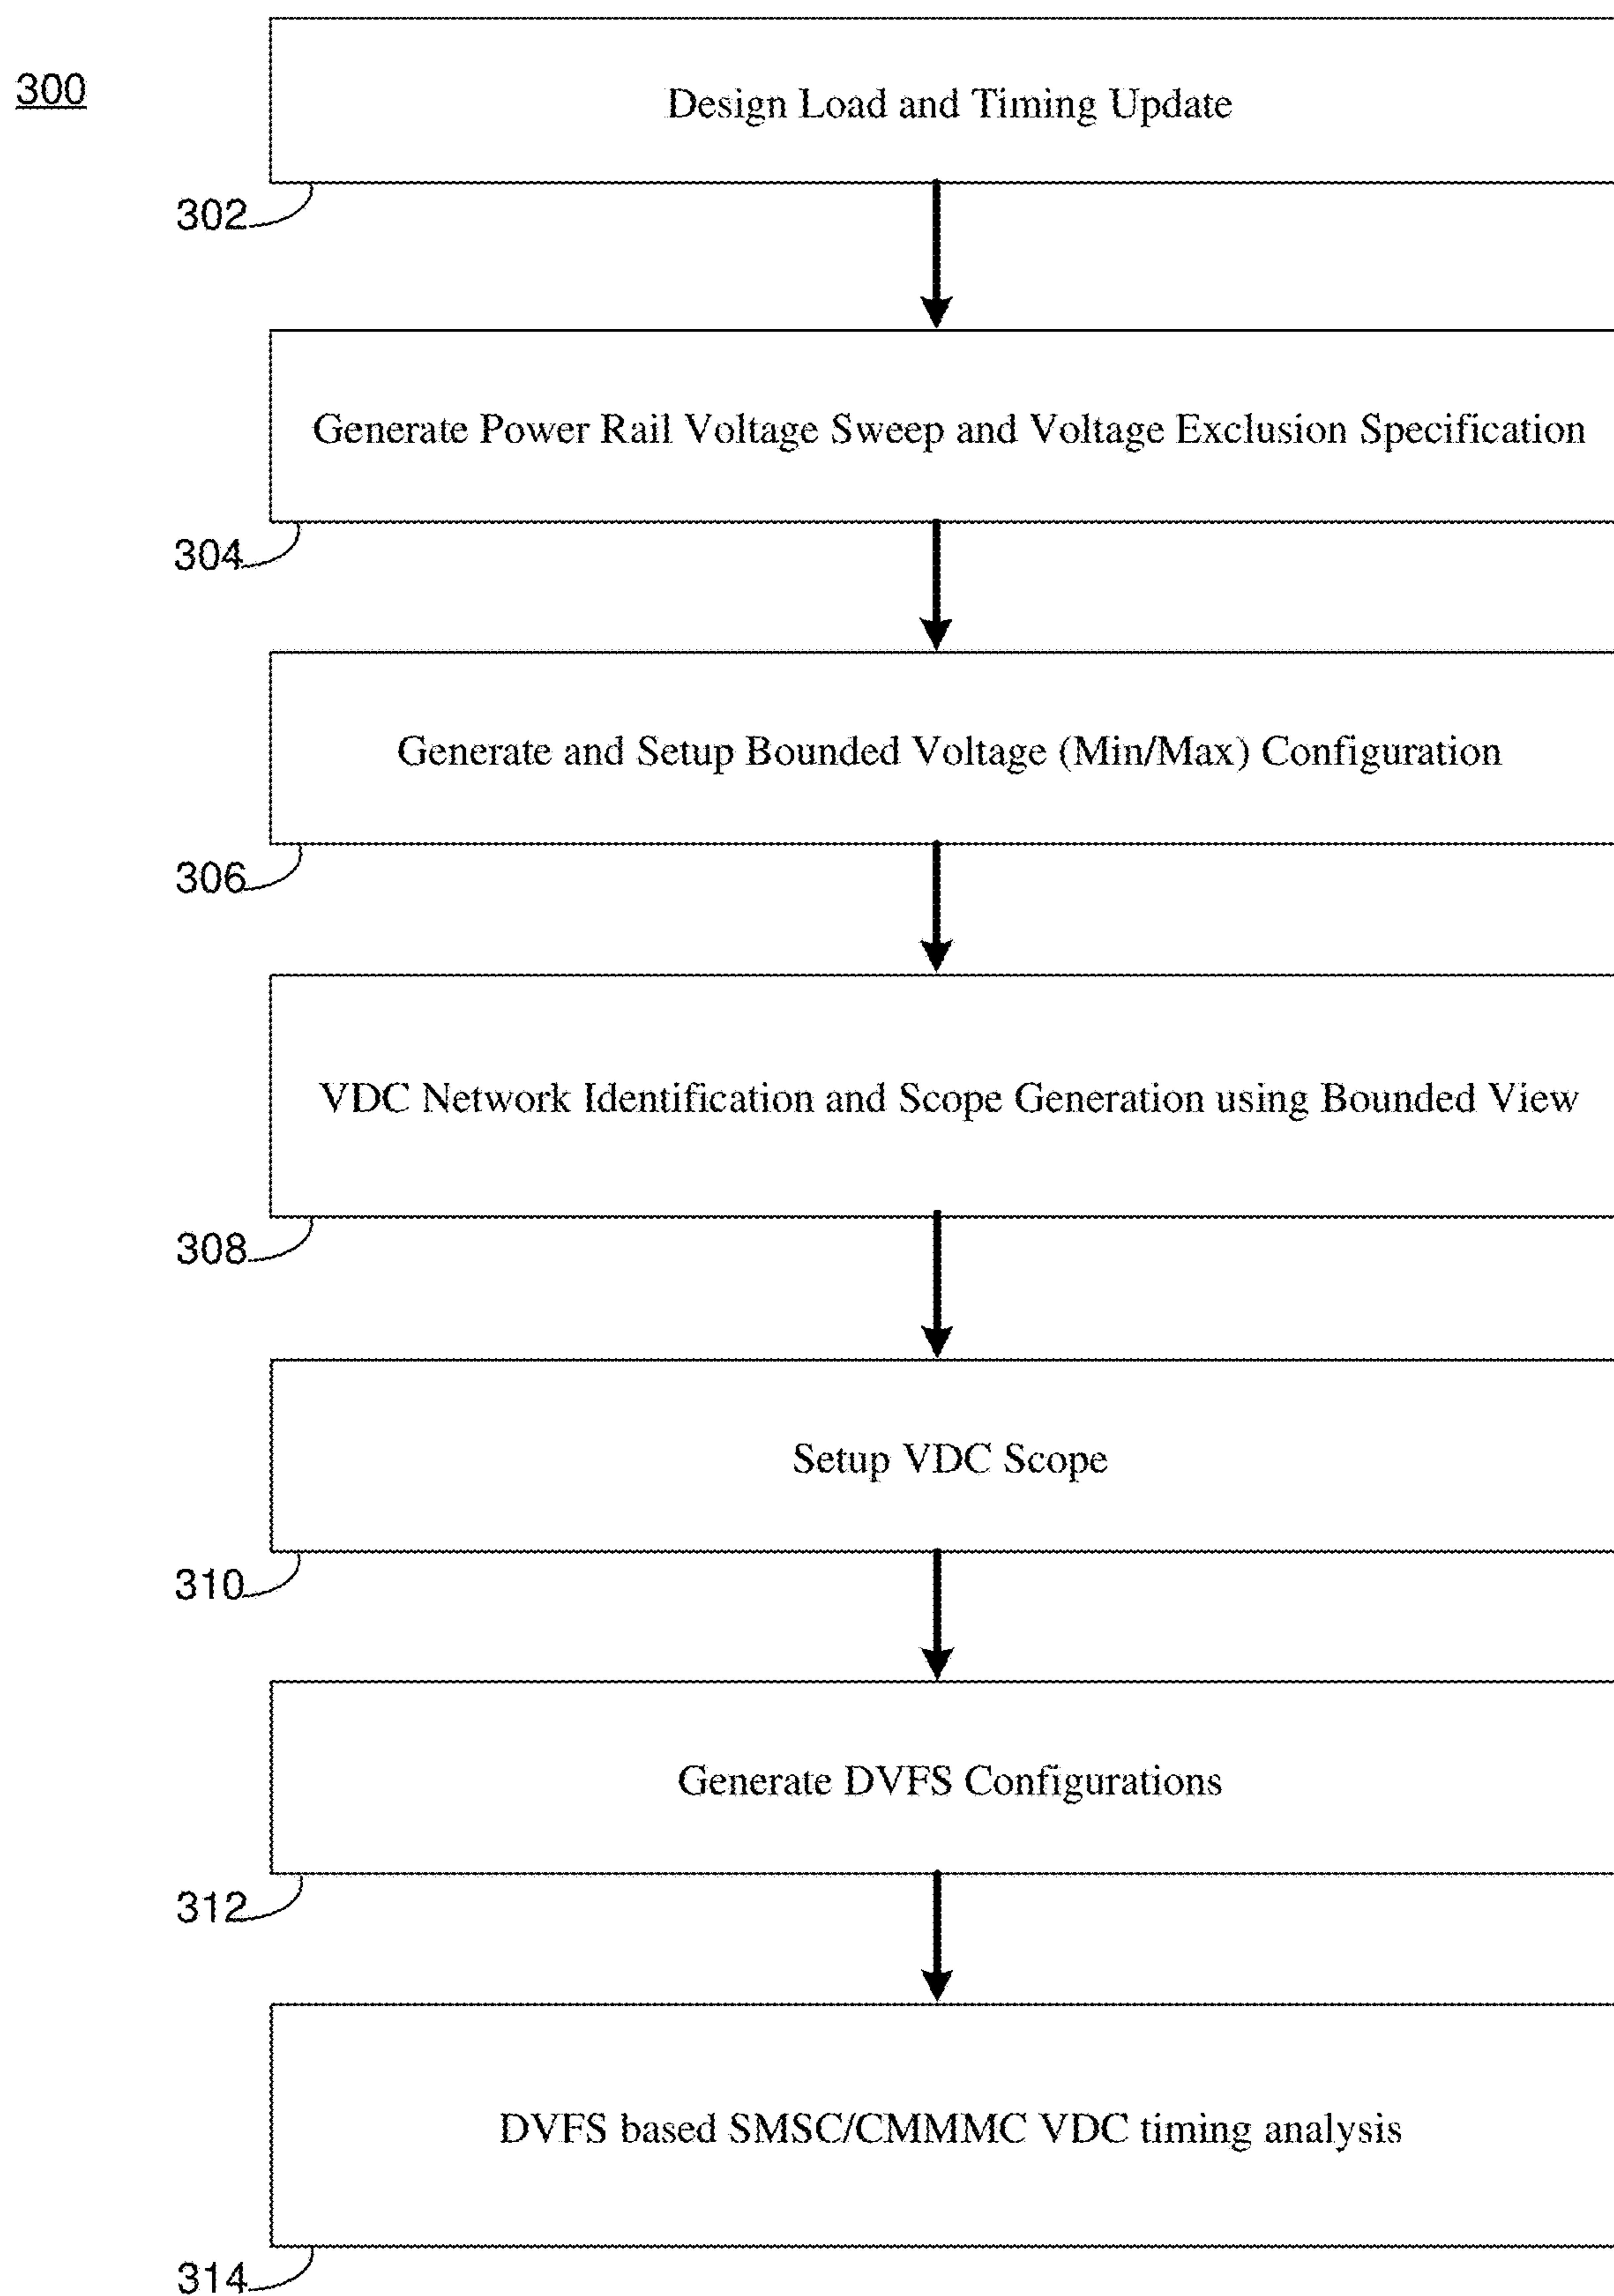 300
Design Load and Timing Update
302
Generate Power Rail Voltage Sweep and Voltage Exclusion Specification
304
Generate and Setup Bounded Voltage (Min/Max) Configuration
306
VDC Network Identification and Scope Generation using Bounded View
308
Setup VDC Scope
310
Generate DVFS Configurations
312
DVFS based SMSC/CMMMC VDC timing analysis
314